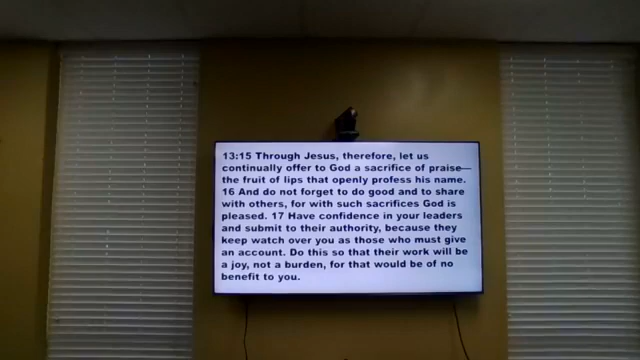 13:15 Through Jesus, therefore, let us
continually offer to God a sacrifice of praise—
the fruit of lips that openly profess his name.
16 And do not forget to do good and to share
with others, for with such sacrifices God is
pleased. 17 Have confidence in your leaders
and submit to their authority, because they
keep watch over you as those who must give
an account. Do this so that their work will be
a joy, not a burden, for that would be of no
benefit to you.